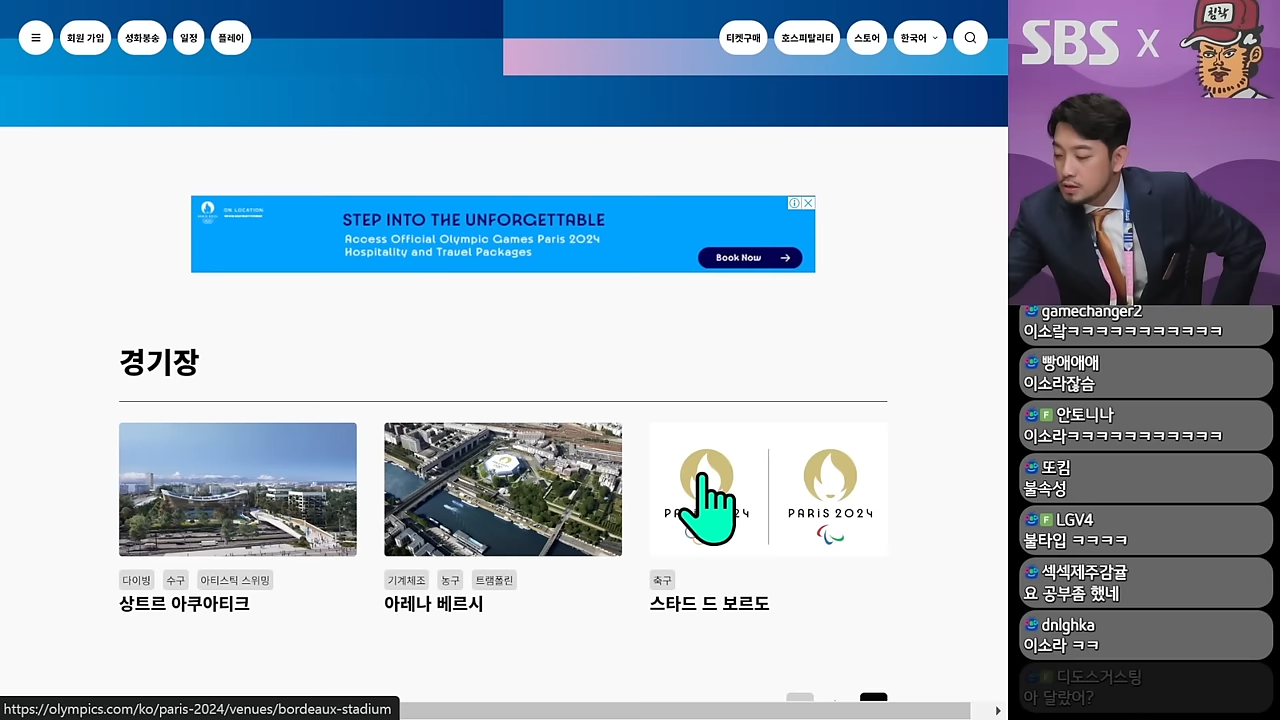 회원 가입
성화봉송
일정
플레이
티켓구매
호스피탈리티
스토어
한국어
SBS X
침착
ON LOCATION
STEP INTO THE UNFORGETTABLE
Access Official Olympic Games Paris 2024
Hospitality and Travel Packages
Book Now
경기장
PARIS 2024
다이빙 수구 아티스틱 스위밍
상트르 아쿠아티크
기계체조 농구 트램폴린
아레나 베르시
축구
스타드 드 보르도
gamechanger2
이소랔ㅋㅋㅋㅋㅋㅋㅋㅋㅋㅋㅋ
빵애애애
이소라잖슴
F 안토니나
이소라ㅋㅋㅋㅋㅋㅋㅋㅋㅋㅋㅋ
또킴
불속성
F LGV4
불타입 ㅋㅋㅋㅋ
섹섹제주감귤
요 공부좀 했네
dnlghka
이소라 ㅋㅋ
F 디도스거스팅
아 달랐어?
https://olympics.com/ko/paris-2024/venues/bordeaux-stadium